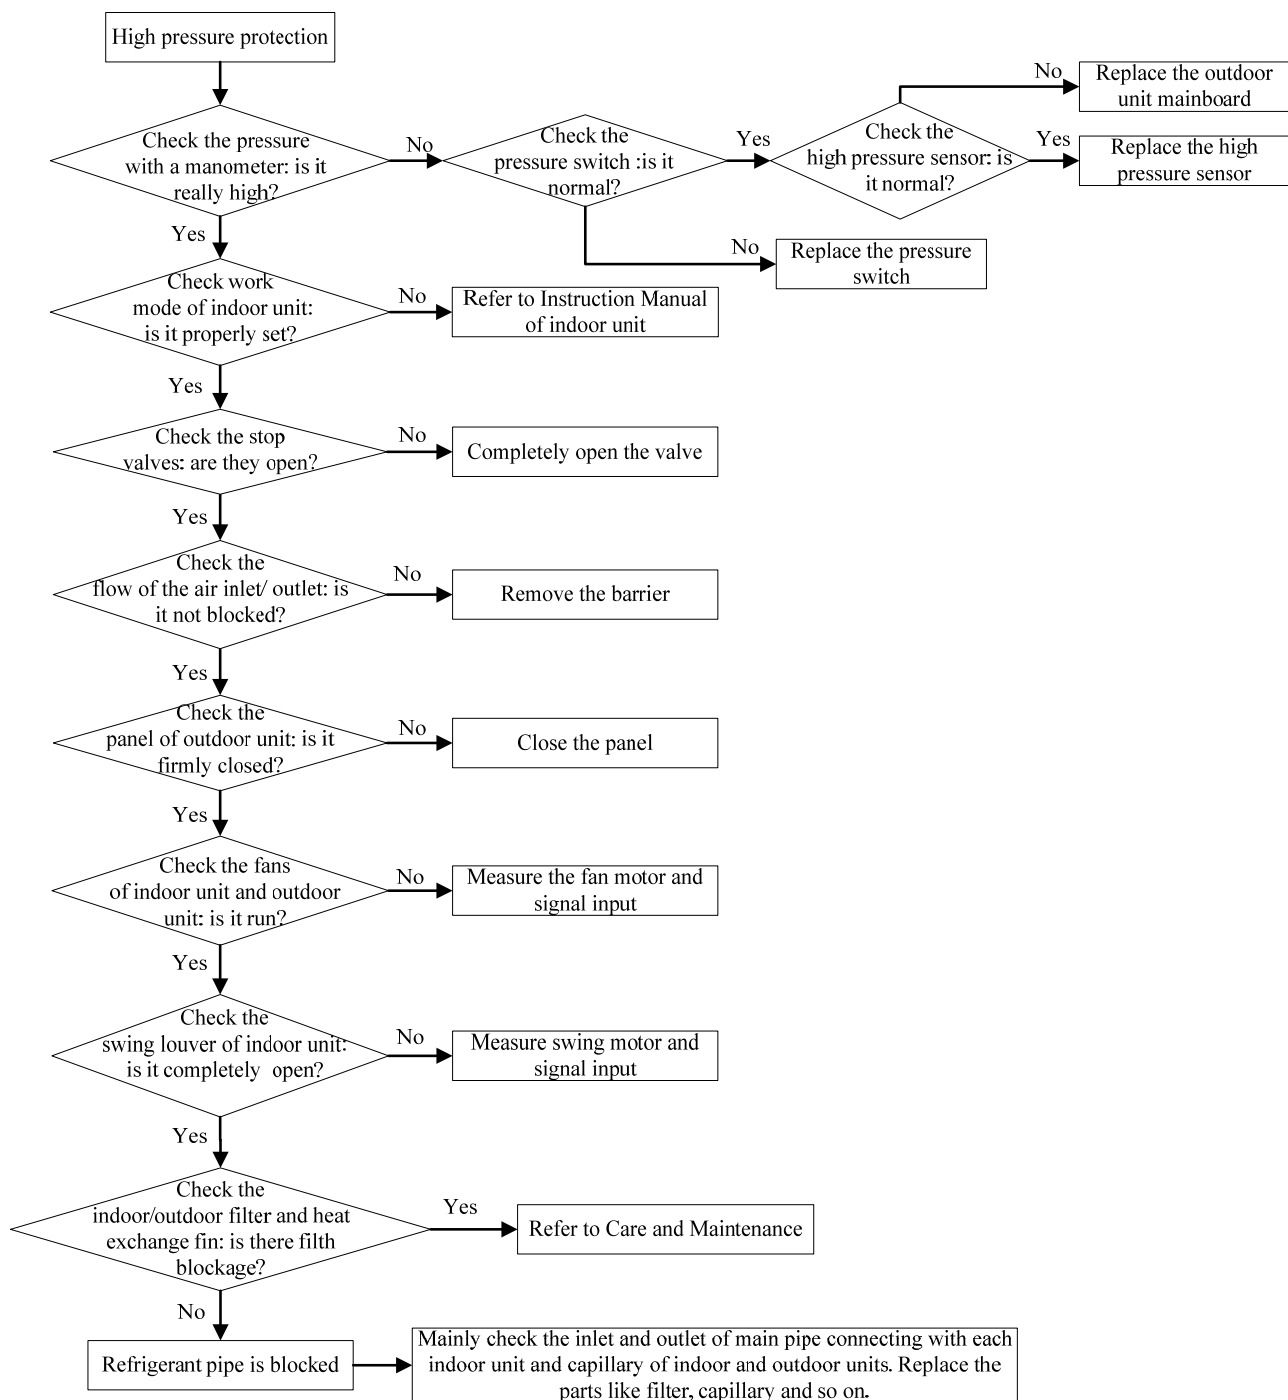 High pressure protection
Check the pressure
with a manometer: is it
really high?
No
Check the
pressure switch :is it
normal?
Yes
Check the
high pressure sensor: is
it normal?
No
Replace the outdoor
unit mainboard
Yes
Replace the high
pressure sensor
No
Replace the pressure
switch
Yes
Check work
mode of indoor unit:
is it properly set?
No
Refer to Instruction Manual
of indoor unit
Yes
Check the stop
valves: are they open?
No
Completely open the valve
Yes
Check the
flow of the air inlet/ outlet: is
it not blocked?
No
Remove the barrier
Yes
Check the
panel of outdoor unit: is it
firmly closed?
No
Close the panel
Yes
Check the fans
of indoor unit and outdoor
unit: is it run?
No
Measure the fan motor and
signal input
Yes
Check the
swing louver of indoor unit:
is it completely open?
No
Measure swing motor and
signal input
Yes
Check the
indoor/outdoor filter and heat
exchange fin: is there filth
blockage?
Yes
Refer to Care and Maintenance
No
Refrigerant pipe is blocked
Mainly check the inlet and outlet of main pipe connecting with each
indoor unit and capillary of indoor and outdoor units. Replace the
parts like filter, capillary and so on.